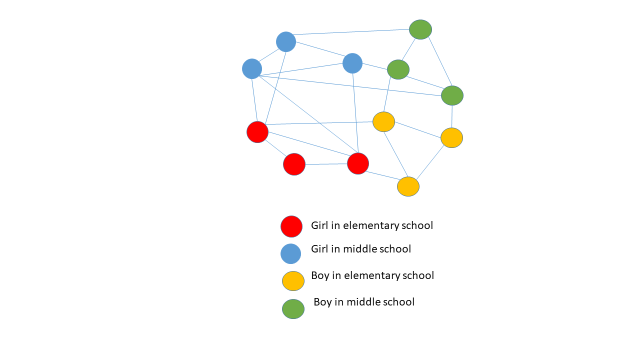 Girl in elementary school
Girl in middle school
Boy in elementary school
Boy in middle school